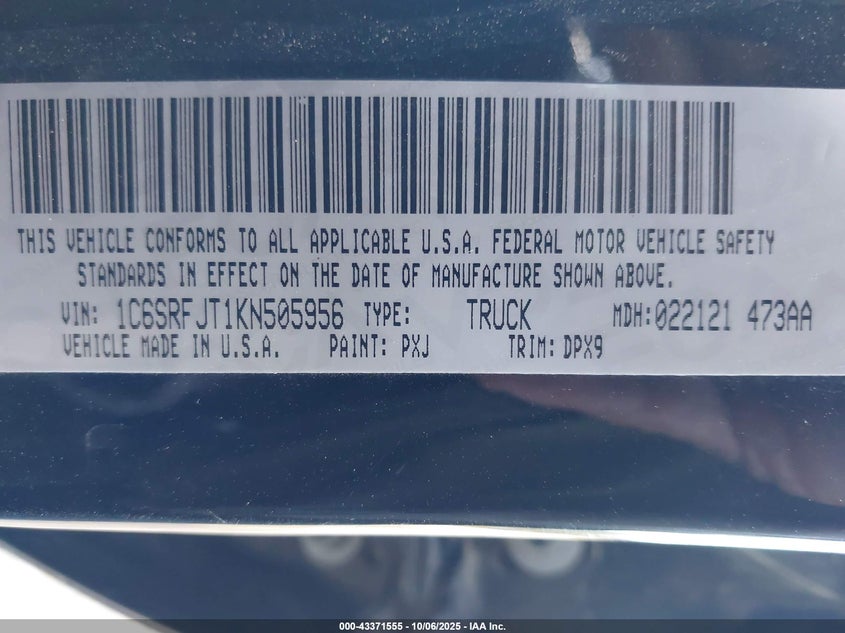 THIS VEHICLE CONFORMS TO ALL APPLICABLE U.S.A. FEDERAL MOTOR VEHICLE SAFETY
STANDARDS IN EFFECT ON THE DATE OF MANUFACTURE SHOWN ABOVE.
VIN: 1C6SRFJT1KN505956 TYPE: TRUCK MDH:022121 473AA
VEHICLE MADE IN U.S.A. PAINT: PXJ TRIM: DPX9
000-43371555 - 10/06/2025 - IAA Inc.